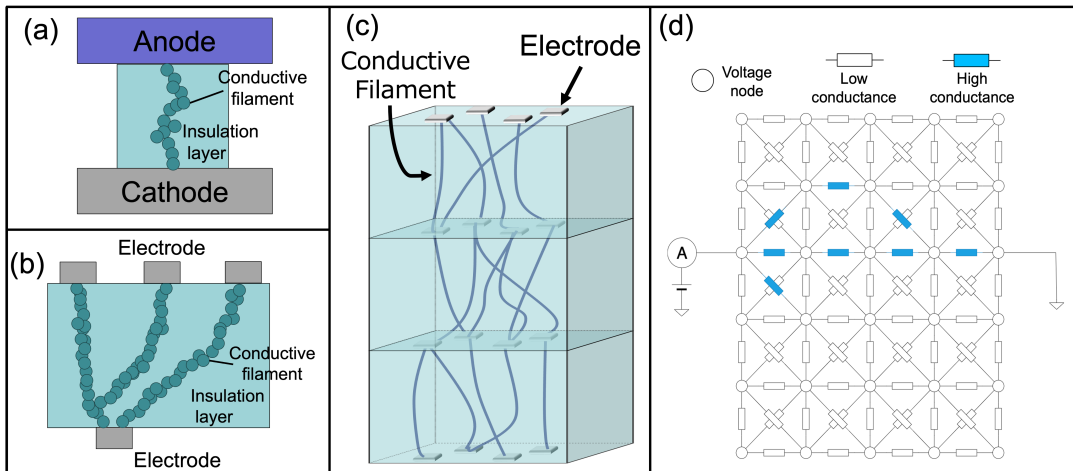 (a)
Anode
Conductive
filament
Insulation
layer
Cathode
(b)
Electrode
Conductive
filament
Insulation
layer
Electrode
(c)
Electrode
Conductive
Filament
(d)
Voltage
node
Low
conductance
High
conductance
A